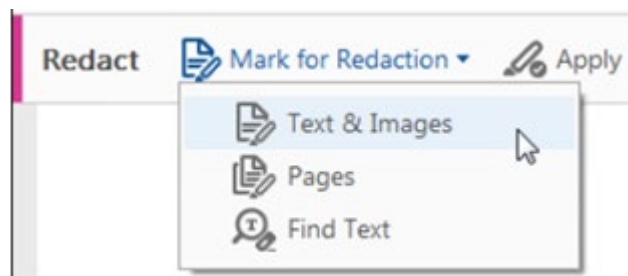 Redact Mark for Redaction Apply
Text & Images
Pages
Find Text